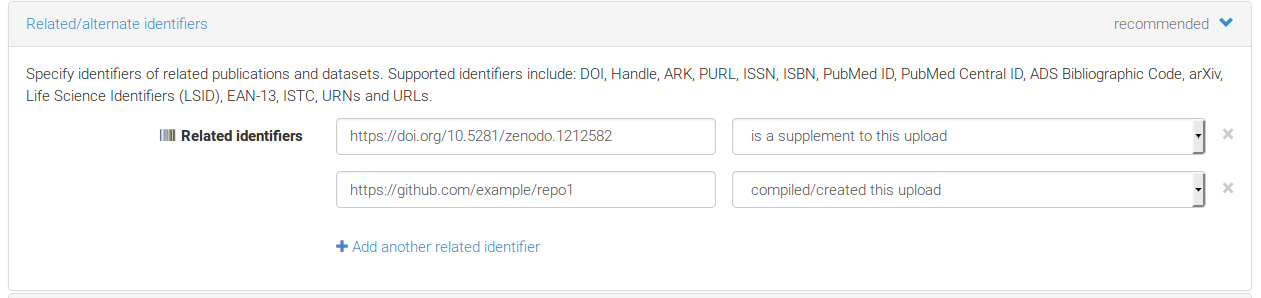 Related/alternate identifiers recommended
Specify identifiers of related publications and datasets. Supported identifiers include: DOI, Handle, ARK, PURL, ISSN, ISBN, PubMed ID, PubMed Central ID, ADS Bibliographic Code, arXiv,
Life Science Identifiers (LSID), EAN-13, ISTC, URNs and URLs.
Related identifiers https://doi.org/10.5281/zenodo.1212582 is a supplement to this upload
https://github.com/example/repo1 compiled/created this upload
Add another related identifier